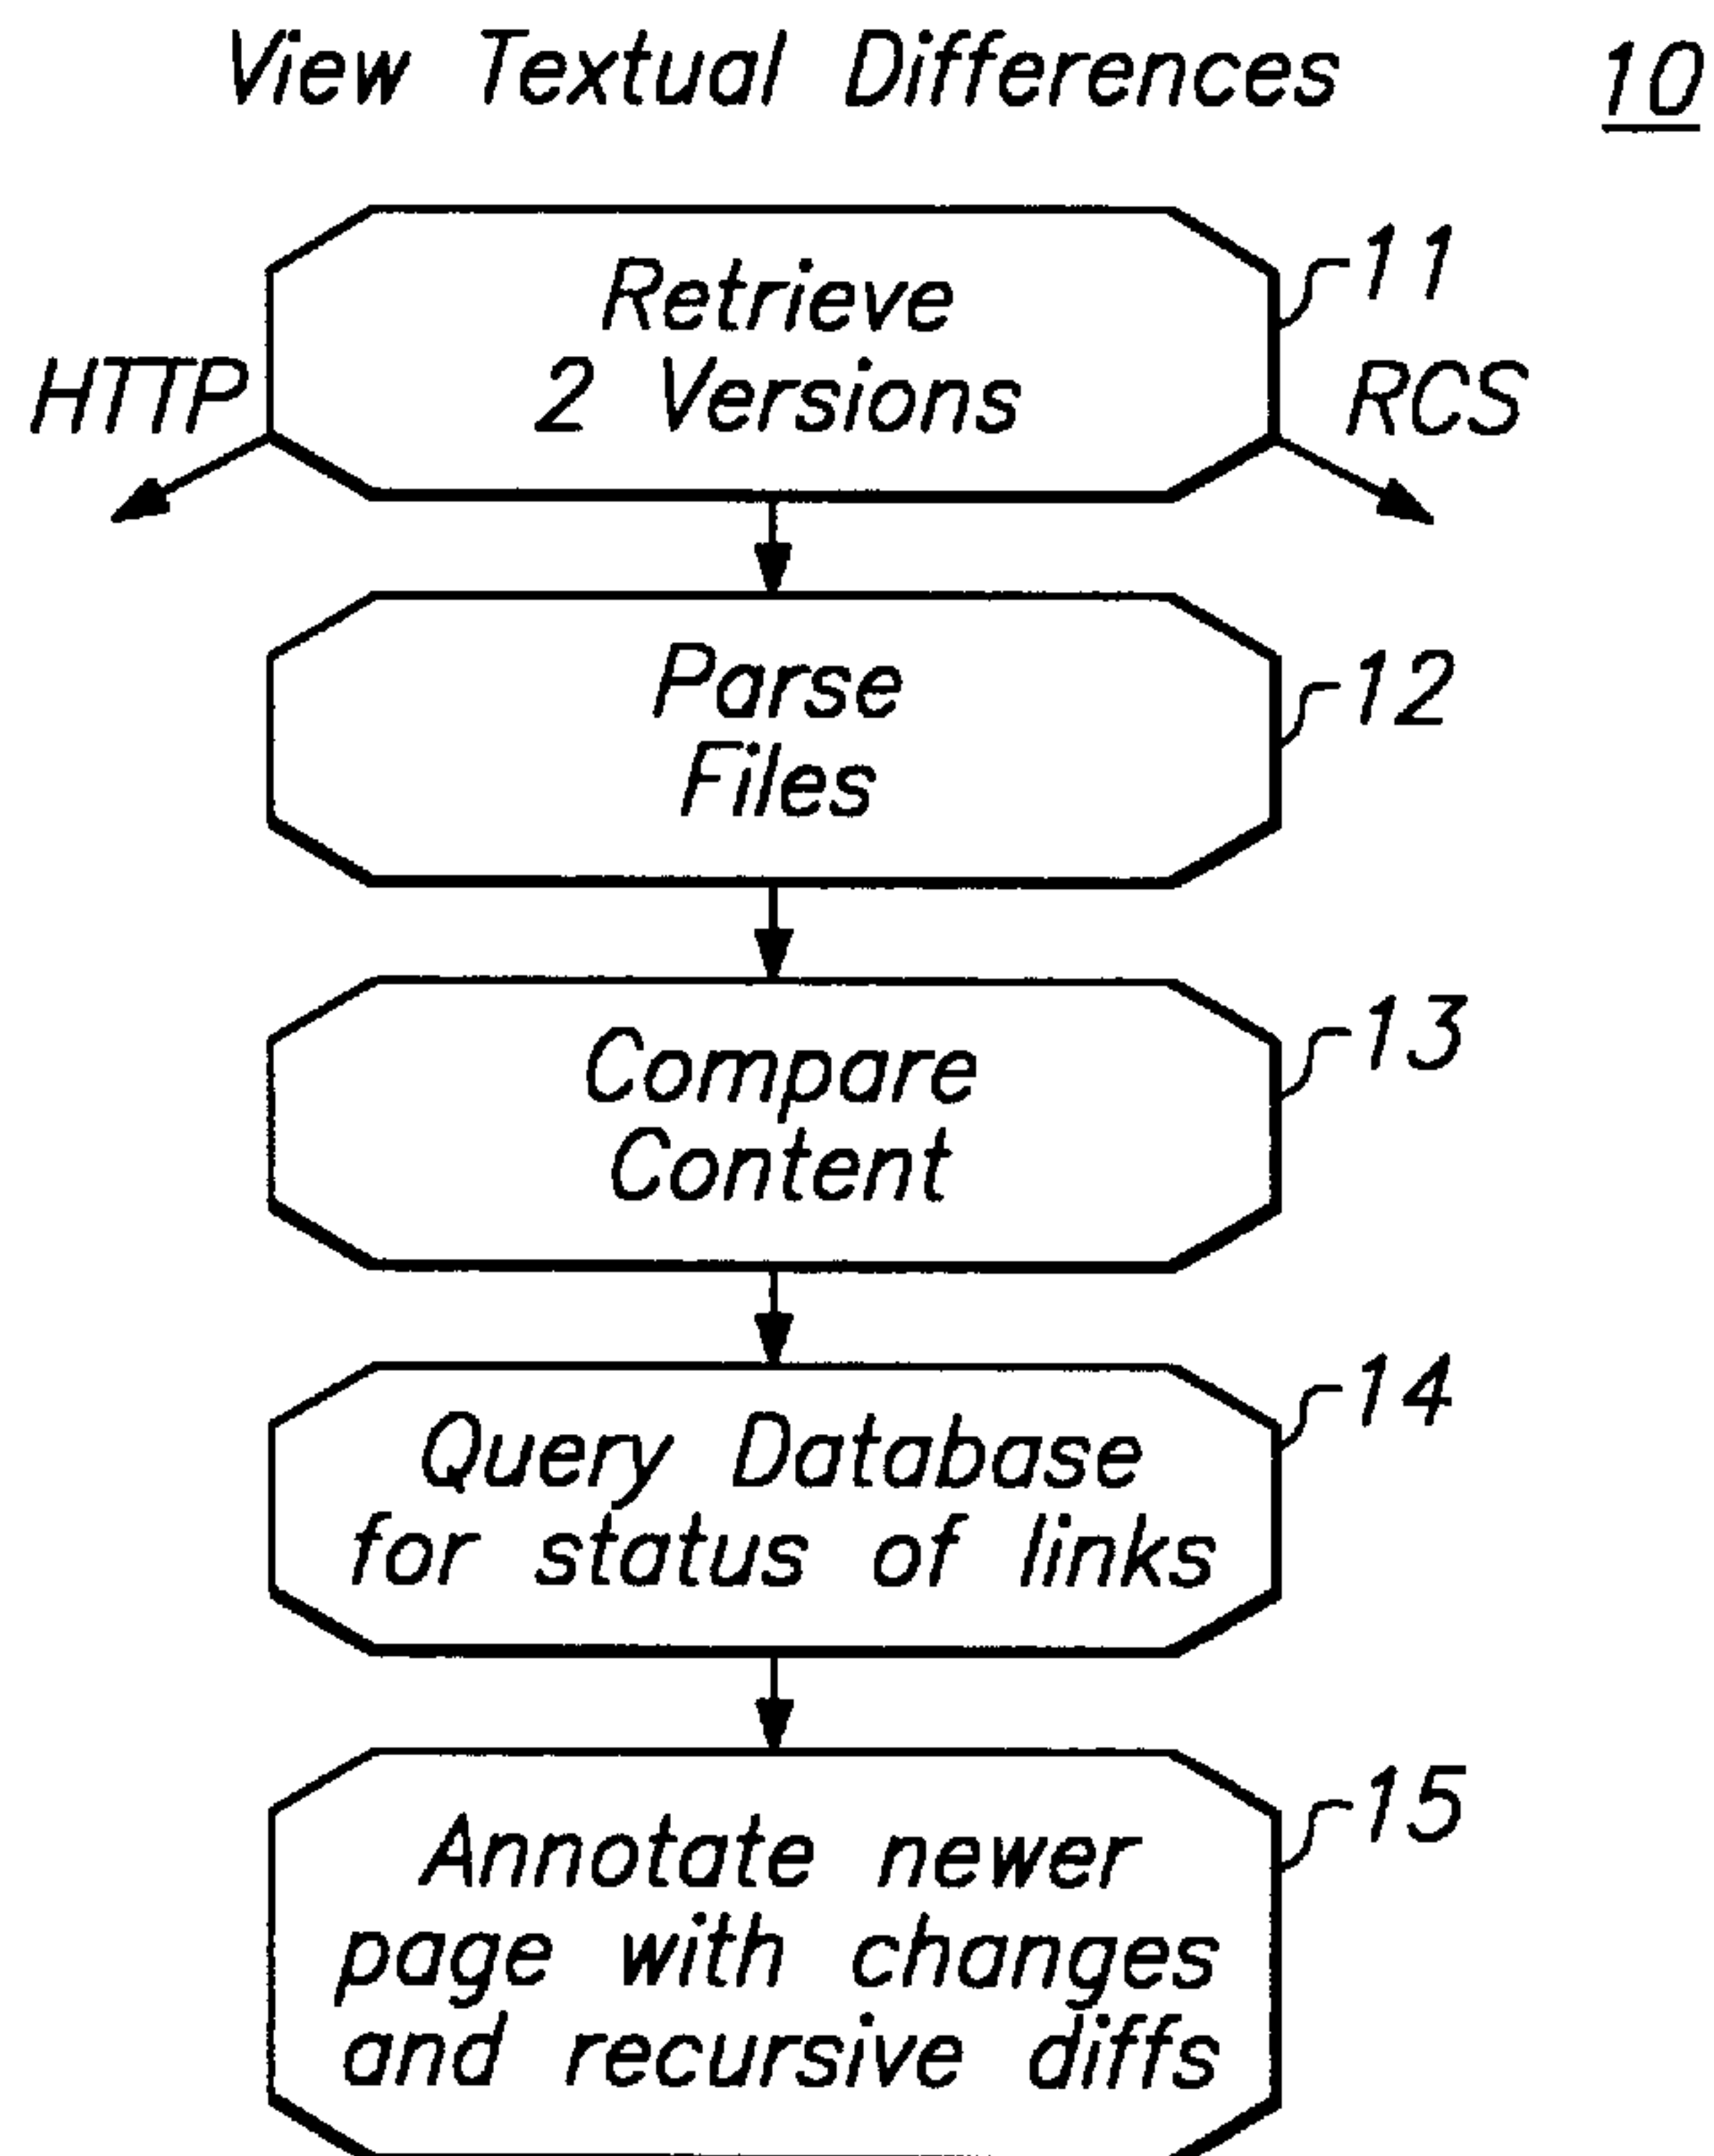 View Textual Differences
10
Retrieve
2 Versions
11
HTTP
RCS
Parse
Files
12
Compare
Content
13
Query Database
for status of links
14
Annotate newer
page with changes
and recursive diffs
15